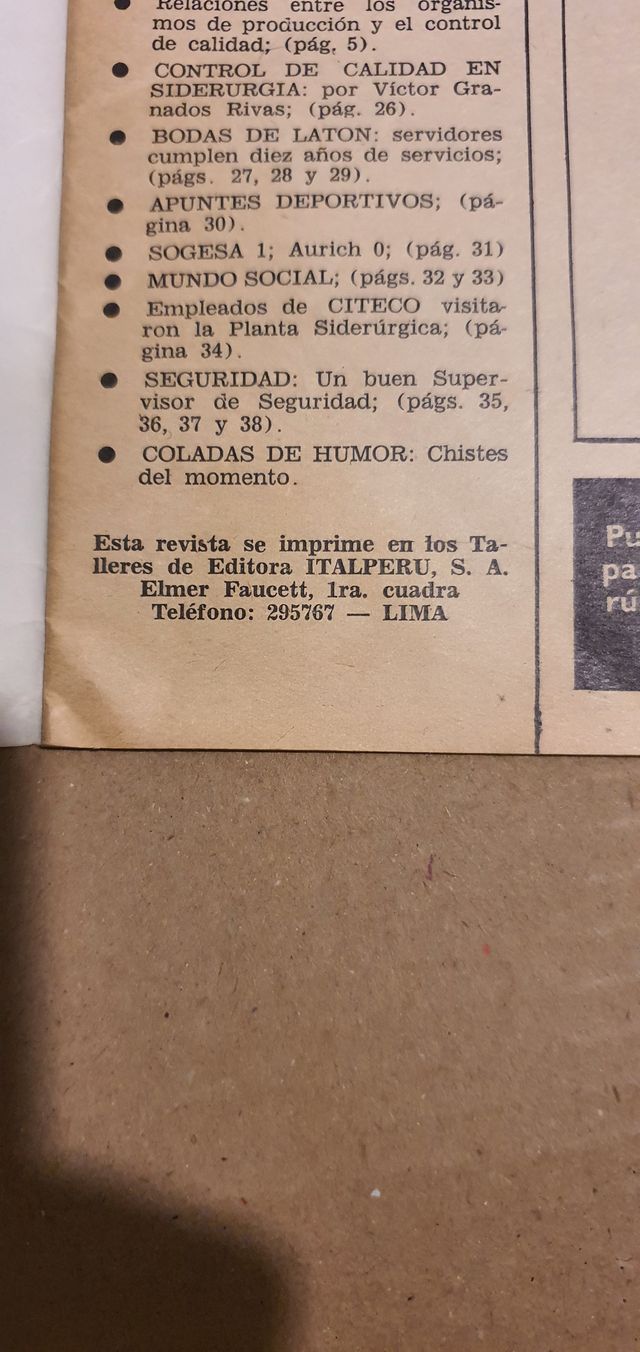 ● Relaciones entre los organis-
mos de producción y el control
de calidad; (pág. 5).
● CONTROL DE CALIDAD EN
SIDERURGIA: por Víctor Gra-
nados Rivas; (pág. 26).
● BODAS DE LATON: servidores
cumplen diez años de servicios;
(págs. 27, 28 y 29).
● APUNTES DEPORTIVOS; (pá-
gina 30).
● SOGESA 1; Aurich 0; (pág. 31)
● MUNDO SOCIAL; (págs. 32 y 33)
● Empleados de CITECO visita-
ron la Planta Siderúrgica; (pá-
gina 34).
● SEGURIDAD: Un buen Super-
visor de Seguridad; (págs. 35,
36, 37 y 38).
● COLADAS DE HUMOR: Chistes
del momento.
Esta revista se imprime en los Ta-
lleres de Editora ITALPERU, S. A.
Elmer Faucett, 1ra. cuadra
Teléfono: 295767 — LIMA
Pu
pa
rú